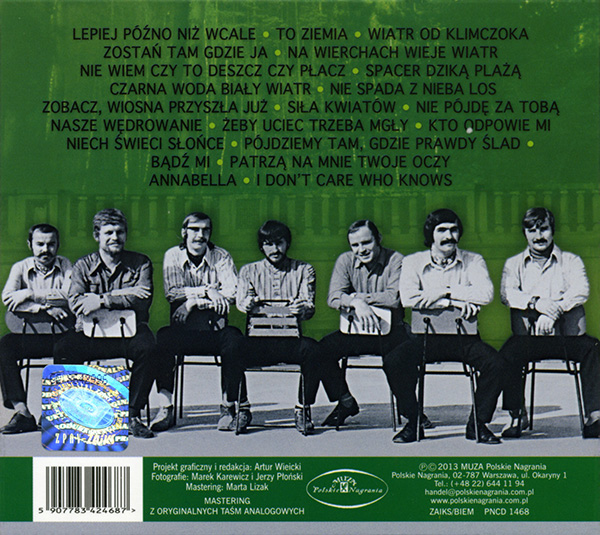 LEPIEJ PÓŹNO NIŻ WCALE • TO ZIEMIA • WIATR OD KLIMCZOKA
ZOSTAŃ TAM GDZIE JA • NA WIERCHACH WIEJE WIATR
NIE WIEM CZY TO DESZCZ CZY PŁACZ • SPACER DZIKĄ PLAŻĄ
CZARNA WODA BIAŁY WIATR • NIE SPADA Z NIEBA LOS
ZOBACZ, WIOSNA PRZYSZŁA JUŻ • SIŁA KWIATÓW • NIE PÓJDĘ ZA TOBĄ
NASZE WĘDROWANIE • ŻEBY UCIEC TRZEBA MGŁY • KTO ODPOWIE MI
NIECH ŚWIECI SŁOŃCE • PÓJDZIEMY TAM, GDZIE PRAWDY ŚLAD •
BĄDŹ MI • PATRZĄ NA MNIE TWOJE OCZY
ANNABELLA • I DON'T CARE WHO KNOWS
5 907783 424687 >
Projekt graficzny i redakcja: Artur Wieicki
Fotografie: Marek Karewicz i Jerzy Płoński
Mastering: Marta Lizak
MASTERING
Z ORYGINALNYCH TAŚM ANALOGOWYCH
MUZA
Polskie Nagrania
℗©2013 MUZA Polskie Nagrania
Polskie Nagrania, 02-787 Warszawa, ul. Okaryny 1
Tel.: (+48 22) 644 11 94
handel@polskienagrania.com.pl
www.polskienagrania.com.pl
ZAIKS/BIEM PNCD 1468